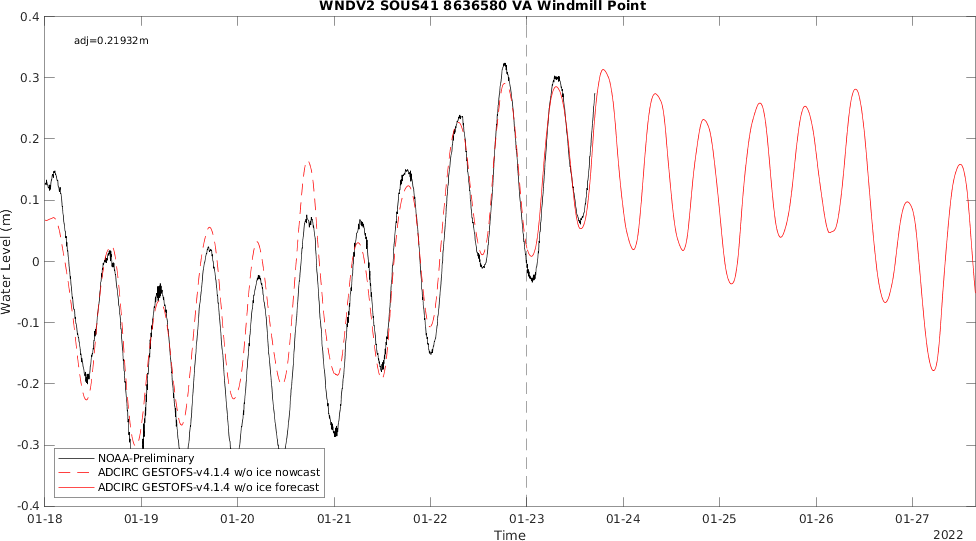 WNDV2 SOUS41 8636580 VA Windmill Point
adj=0.21932m
0.4
0.3
0.2
0.1
0
-0.1
-0.2
-0.3
-0.4
Water Level (m)
NOAA-Preliminary
ADCIRC GESTOFS-v4.1.4 w/o ice nowcast
ADCIRC GESTOFS-v4.1.4 w/o ice forecast
01-18 01-19 01-20 01-21 01-22 01-23 01-24 01-25 01-26 01-27
Time
2022